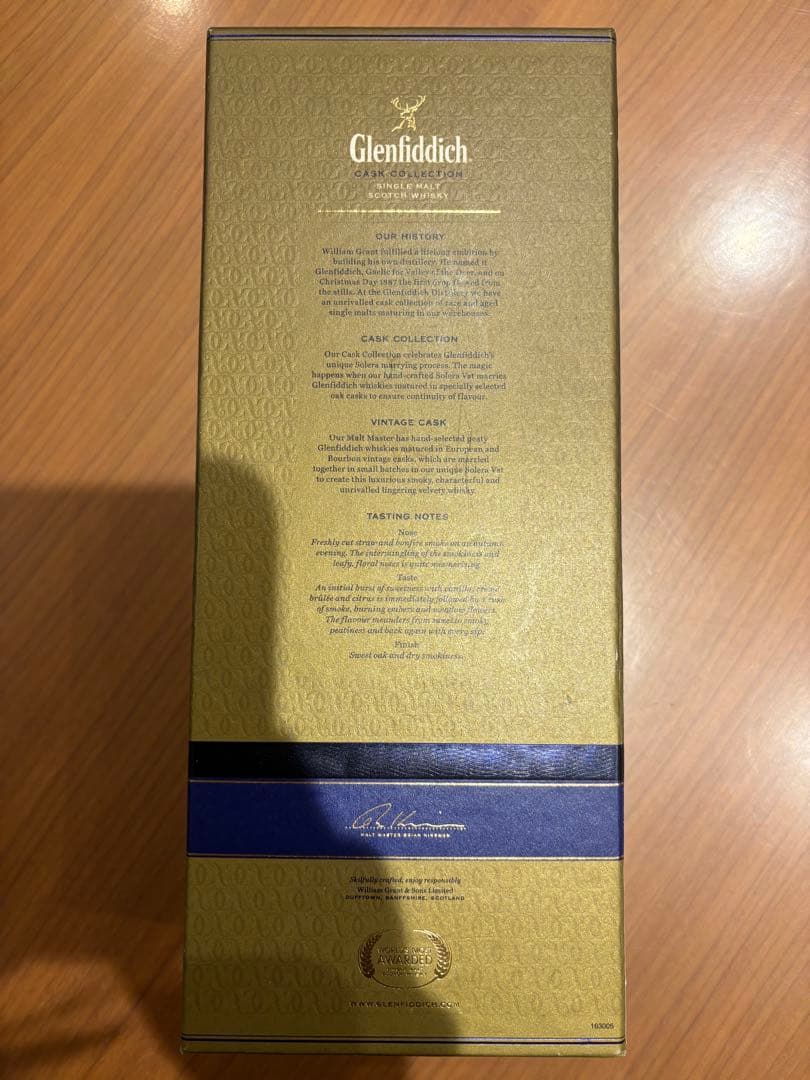 Glenfiddich
CASK COLLECTION
SINGLE MALT
SCOTCH WHISKY
OUR HISTORY
William Grant fulfilled a lifelong ambition by
building his own distillery. He named it
Glenfiddich, Gaelic for Valley of the Deer, and on
Christmas Day 1887 the first drop flowed from
the stills. At the Glenfiddich Distillery we have
an unrivalled cask collection of rare and aged
single malts maturing in our warehouses.
CASK COLLECTION
Our Cask Collection celebrates Glenfiddich's
unique Solera marrying process. The magic
happens when our hand-crafted Solera Vat marries
Glenfiddich whiskies matured in specially selected
oak casks to ensure continuity of flavour.
VINTAGE CASK
Our Malt Master has hand-selected peaty
Glenfiddich whiskies matured in European and
Bourbon vintage casks, which are married
together in small batches in our unique Solera Vat
to create this luxurious smoky, characterful and
unrivalled lingering velvety whisky.
TASTING NOTES
Nose
Freshly cut straw and bonfire smoke on an autumn
evening. The intermingling of the smokiness and
leafy, floral notes is quite mesmerising.
Taste
An initial burst of sweetness with vanilla, crème
brûlée and citrus is immediately followed by a rush
of smoke, burning embers and meadow flowers.
The flavour meanders from sweet to smoky
peatiness and back again with every sip.
Finish
Sweet oak and dry smokiness.
MALT MASTER BRIAN KINSMAN
Skilfully crafted, enjoy responsibly
William Grant & Sons Limited
DUFFTOWN, BANFFSHIRE, SCOTLAND
WORLD'S MOST
AWARDED
WWW.GLENFIDDICH.COM
163005